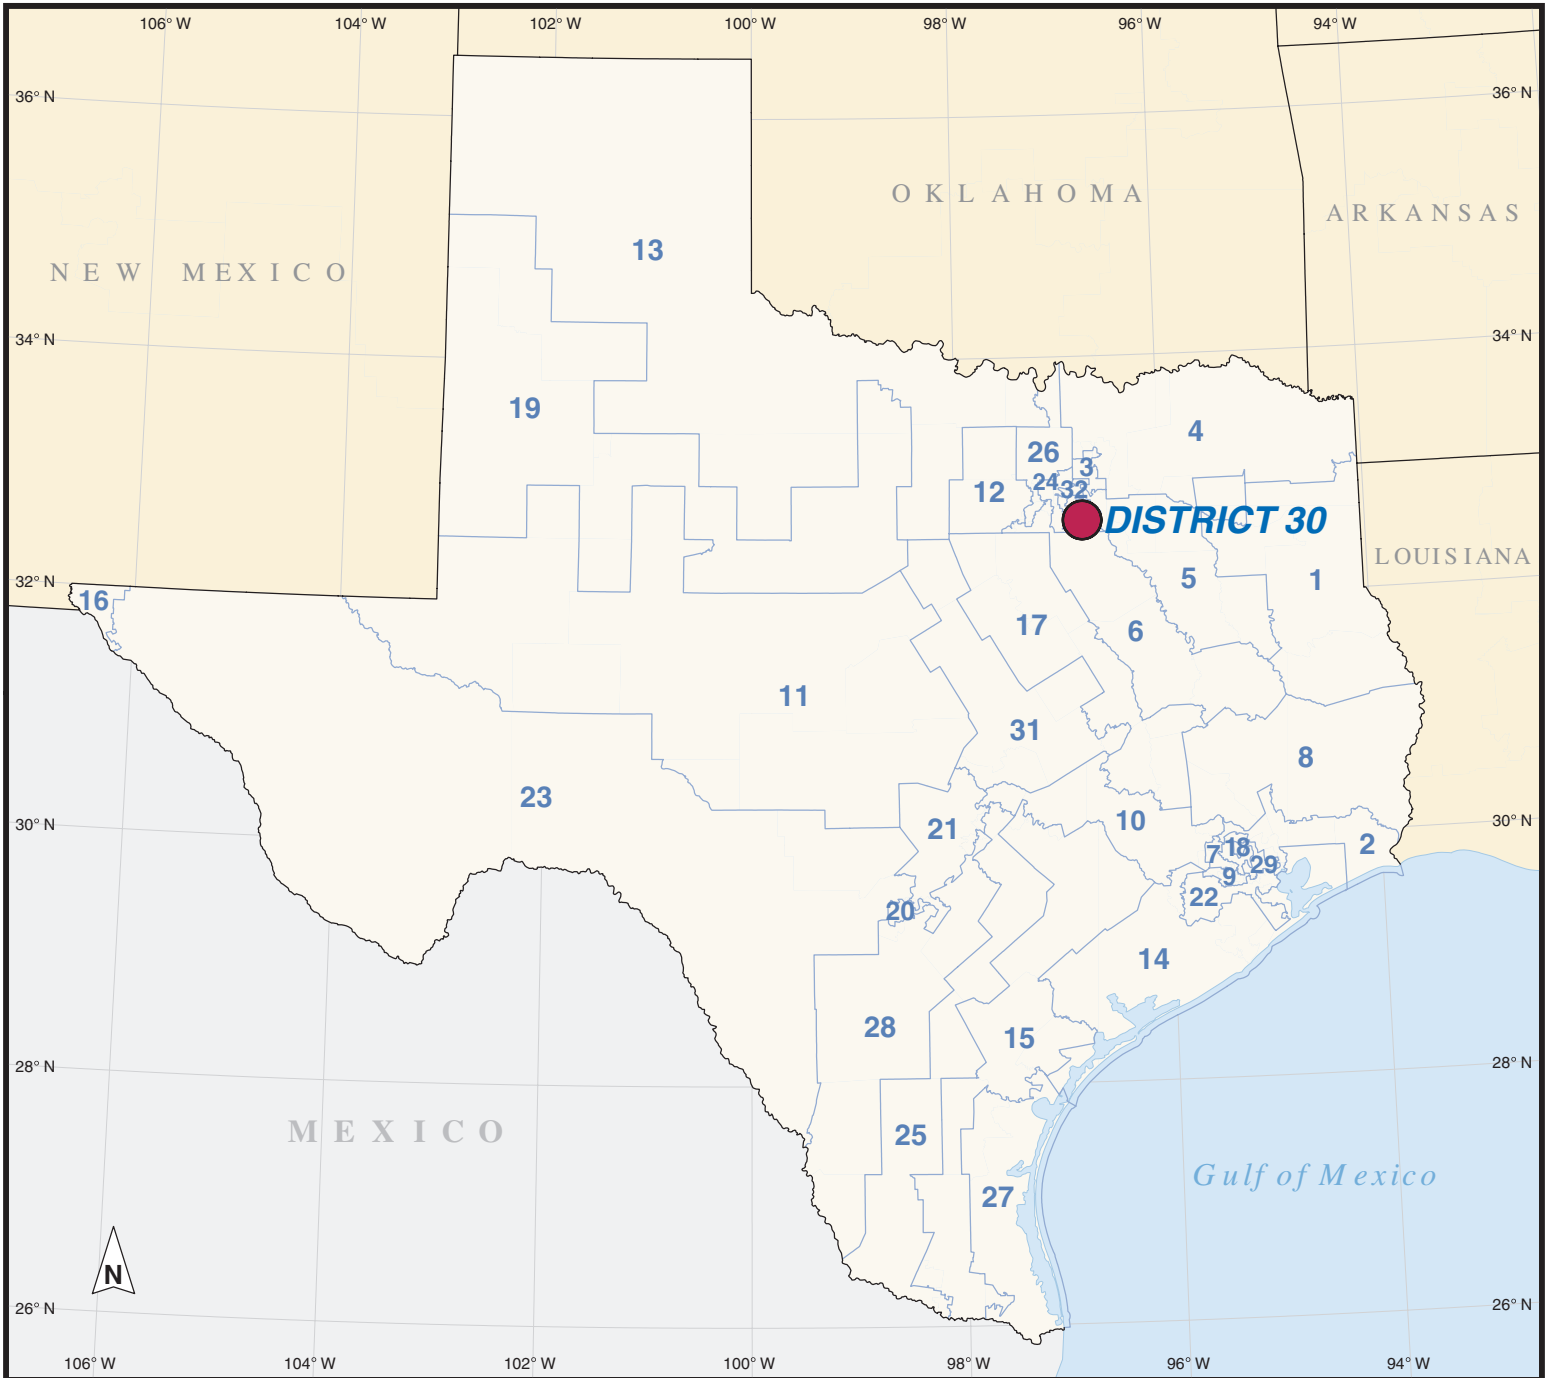 106° W 104° W 102° W 100° W 98° W 96° W 94° W
36° N 36° N
OKLAHOMA
ARKANSAS
13
NEW MEXICO
34° N 34° N
19
4
26
3
24
32
12
DISTRICT 30
LOUISIANA
32° N
5
1
16
17
6
11
31
8
23
30° N 30° N
10
21
2
18
7
29
9
22
20
14
28
15
28° N 28° N
MEXICO
25
Gulf of Mexico
27
N
26° N 26° N
106° W 104° W 102° W 100° W 98° W 96° W 94° W